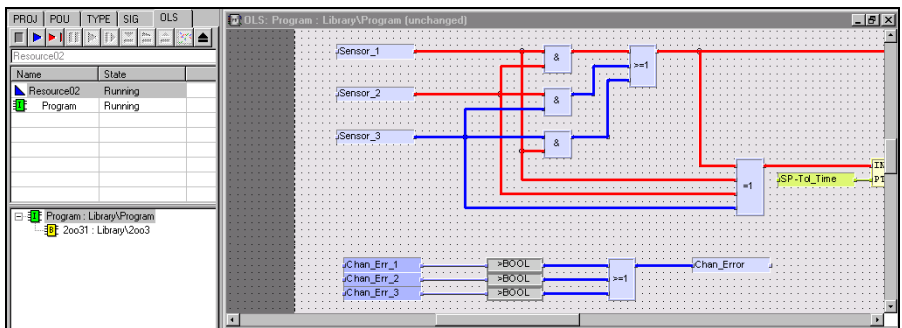 PROJ POU TYPE SIG OLS
Resource02
Name State
Resource02 Running
Program Running
Program : Library\Program
2oo31 : Library\2oo3
OLS: Program : Library\Program (unchanged)
Sensor_1
&
>=1
Sensor_2
&
Sensor_3
&
=1
SP-Tol_Time
IN
PT
Chan_Err_1 >BOOL
Chan_Error
Chan_Err_2 >BOOL >=1
Chan_Err_3 >BOOL